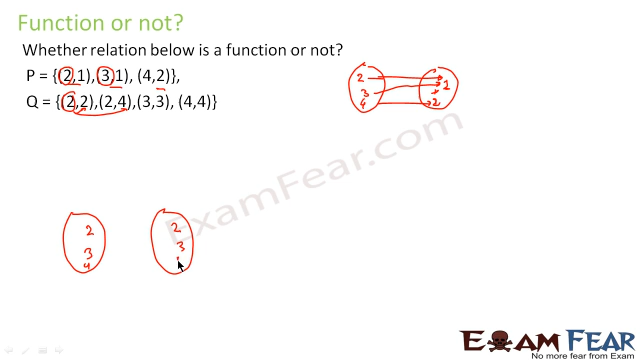 Function or not?
Whether relation below is a function or not?
P = {(2,1),(3,1), (4,2)},
Q = {(2,2),(2,4),(3,3), (4,4)}
2
3
4
1
2
2
3
4
2
3
ExamFear.com
EXAM FEAR
No more fear from Exam